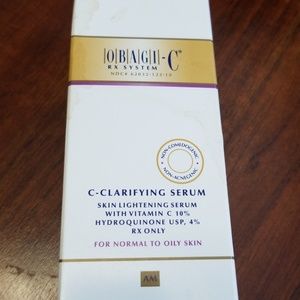 OBAGI-C
RX SYSTEM
NON-COMEDOGENIC
NON-ACNEGENIC
C-CLARIFYING SERUM
SKIN LIGHTENING SERUM
WITH VITAMIN C 10%
HYDROQUINONE USP, 4%
RX ONLY
FOR NORMAL TO OILY SKIN
AM